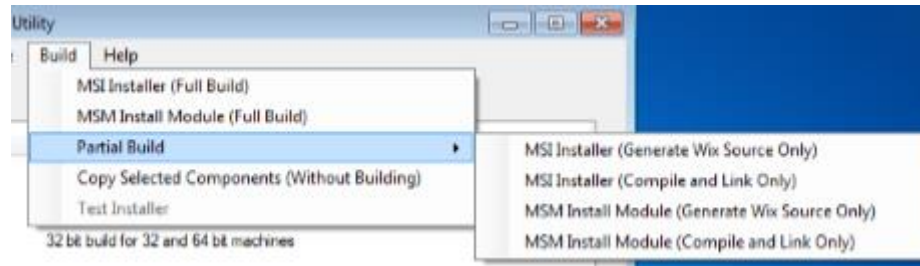 Utility
Build Help
MSI Installer (Full Build)
MSM Install Module (Full Build)
Partial Build
Copy Selected Components (Without Building)
Test Installer
32 bit build for 32 and 64 bit machines
MSI Installer (Generate Wix Source Only)
MSI Installer (Compile and Link Only)
MSM Install Module (Generate Wix Source Only)
MSM Install Module (Compile and Link Only)